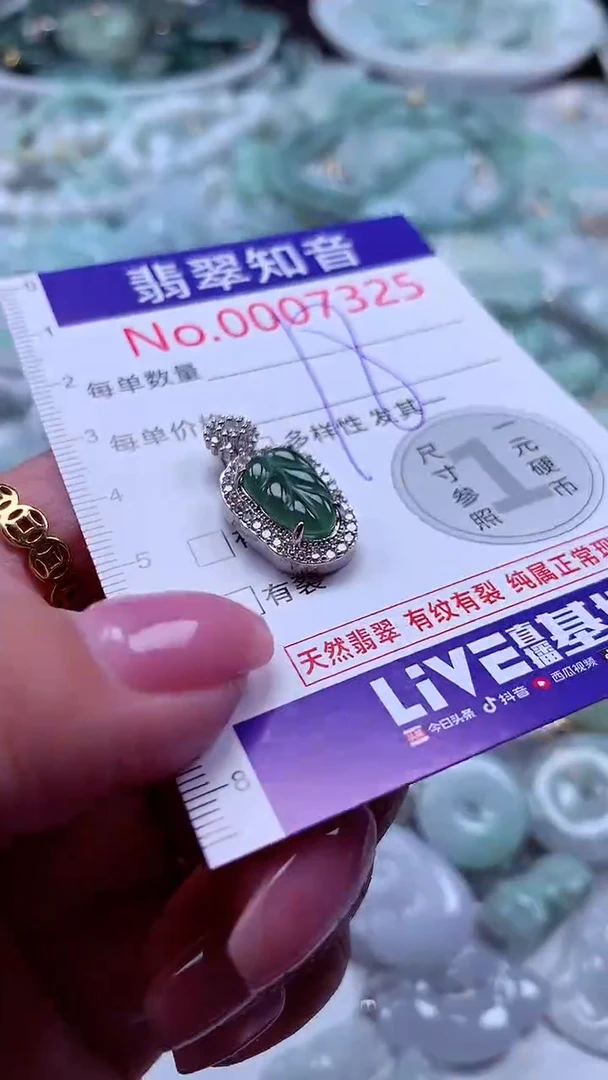 翡翠知音
No.0007325
每单数量
18
每单价格
多样性 发其
尺寸参照
1
一元硬币
有裂
天然翡翠 有纹有裂 纯属正常现
LiVE直播基
今日头条 抖音 西瓜视频
0
1
2
3
4
5
8